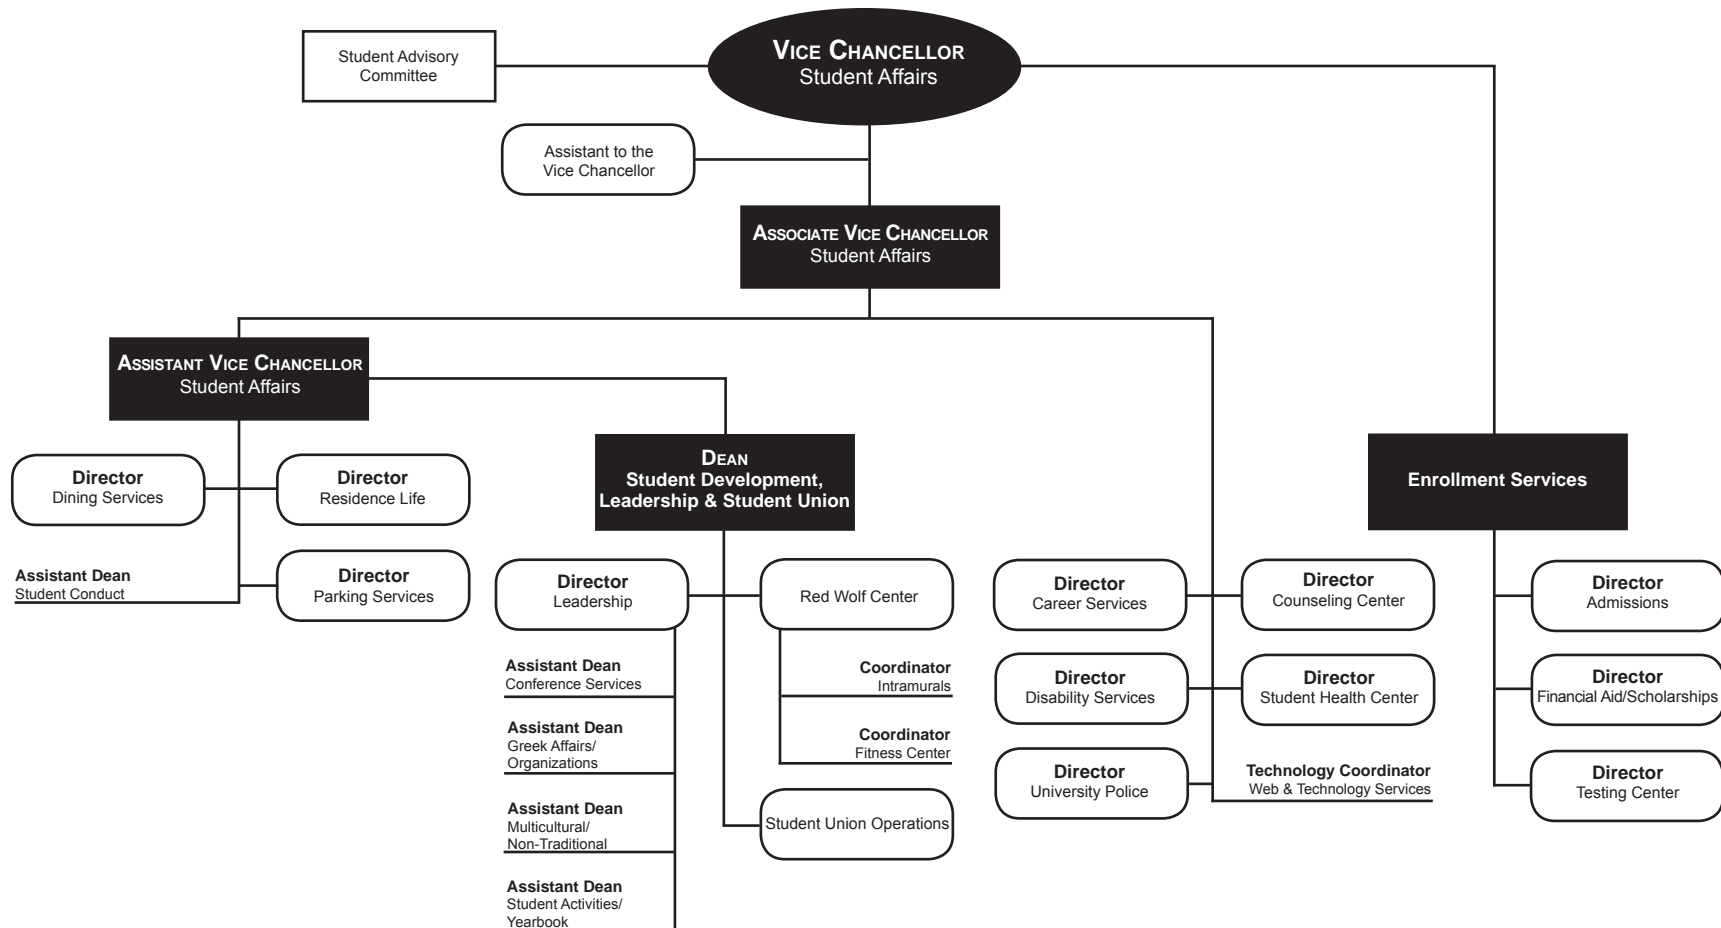 Student Advisory
Committee
VICE CHANCELLOR
Student Affairs
Assistant to the
Vice Chancellor
ASSOCIATE VICE CHANCELLOR
Student Affairs
ASSISTANT VICE CHANCELLOR
Student Affairs
Director
Dining Services
Director
Residence Life
Assistant Dean
Student Conduct
Director
Parking Services
DEAN
Student Development,
Leadership & Student Union
Director
Leadership
Assistant Dean
Conference Services
Assistant Dean
Greek Affairs/
Organizations
Assistant Dean
Multicultural/
Non-Traditional
Assistant Dean
Student Activities/
Yearbook
Red Wolf Center
Coordinator
Intramurals
Coordinator
Fitness Center
Student Union Operations
Director
Career Services
Director
Counseling Center
Director
Disability Services
Director
Student Health Center
Director
University Police
Technology Coordinator
Web & Technology Services
Enrollment Services
Director
Admissions
Director
Financial Aid/Scholarships
Director
Testing Center